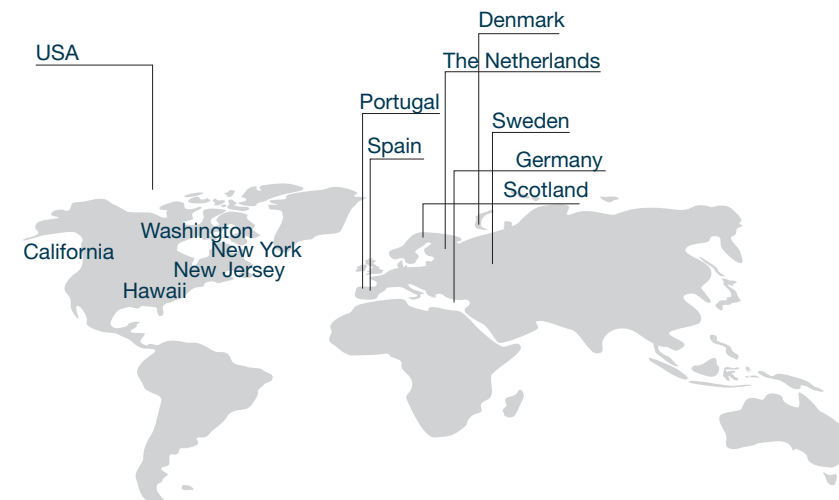 Denmark
USA
The Netherlands
Portugal
Sweden
Spain
Germany
Scotland
Washington
New York
California
New Jersey
Hawaii